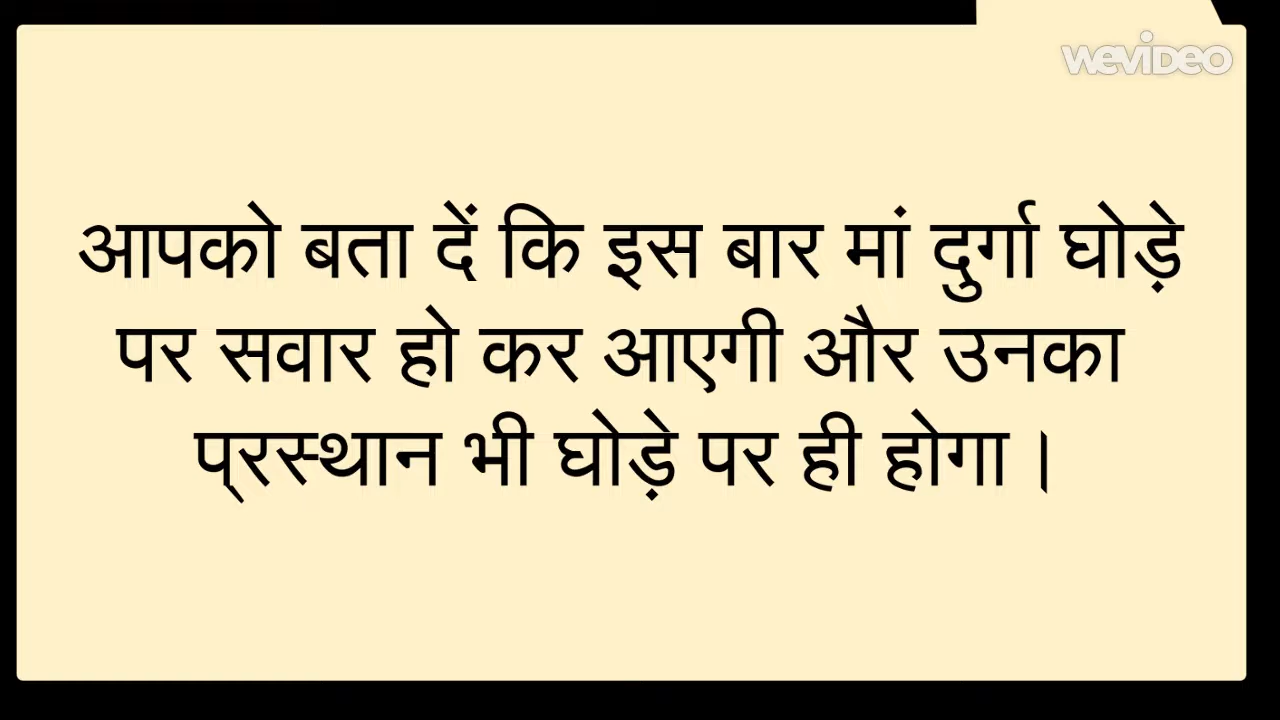 wevideo
आपको बता दें कि इस बार मां दुर्गा घोड़े
पर सवार हो कर आएगी और उनका
प्रस्थान भी घोड़े पर ही होगा।